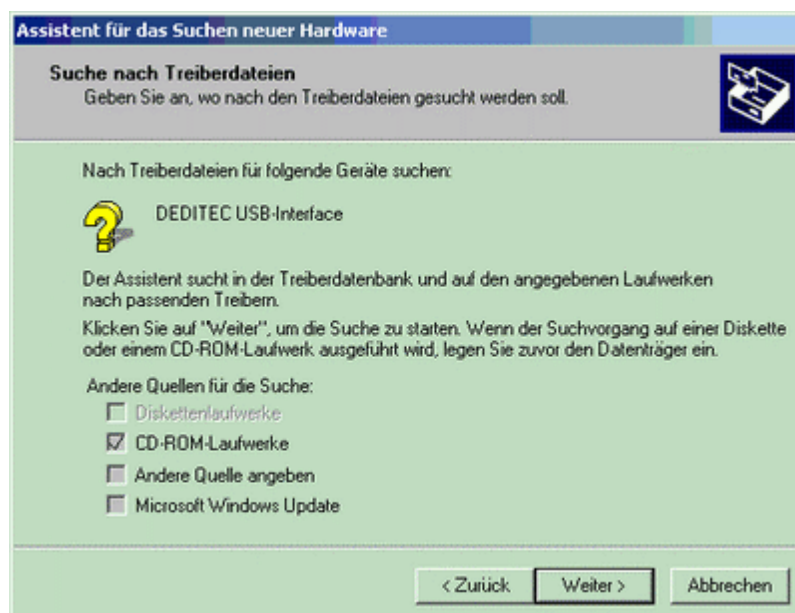 Assistent für das Suchen neuer Hardware
Suche nach Treiberdateien
Geben Sie an, wo nach den Treiberdateien gesucht werden soll.
Nach Treiberdateien für folgende Geräte suchen:
DEDITEC USB-Interface
Der Assistent sucht in der Treiberdatenbank und auf den angegebenen Laufwerken
nach passenden Treibern.
Klicken Sie auf "Weiter", um die Suche zu starten. Wenn der Suchvorgang auf einer Diskette
oder einem CD-ROM-Laufwerk ausgeführt wird, legen Sie zuvor den Datenträger ein.
Andere Quellen für die Suche:
Diskettenlaufwerke
CD-ROM-Laufwerke
Andere Quelle angeben
Microsoft Windows Update
< Zurück Weiter > Abbrechen